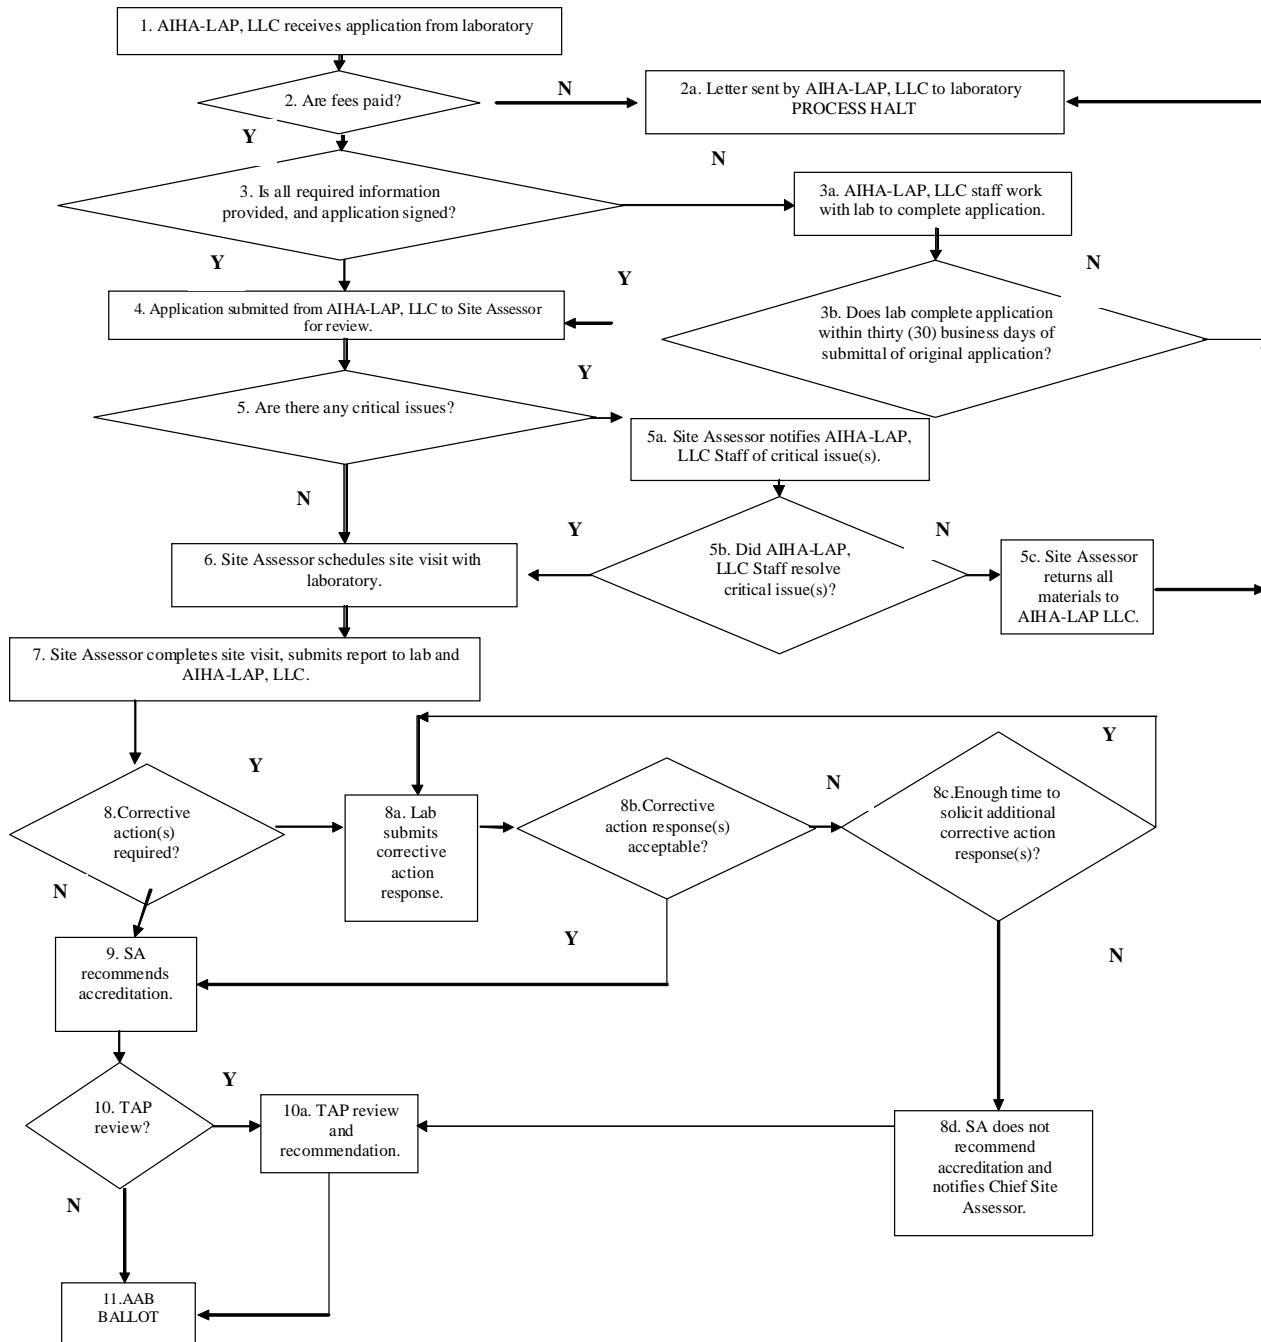 1. AIHA-LAP, LLC receives application from laboratory
2. Are fees paid?
N
2a. Letter sent by AIHA-LAP, LLC to laboratory
PROCESS HALT
Y
N
3. Is all required information
provided, and application signed?
3a. AIHA-LAP, LLC staff work
with lab to complete application.
Y
Y
N
4. Application submitted from AIHA-LAP, LLC to Site Assessor
for review.
3b. Does lab complete application
within thirty (30) business days of
submittal of original application?
Y
5. Are there any critical issues?
5a. Site Assessor notifies AIHA-LAP,
LLC Staff of critical issue(s).
N
Y
N
6. Site Assessor schedules site visit with
laboratory.
5b. Did AIHA-LAP,
LLC Staff resolve
critical issue(s)?
5c. Site Assessor
returns all
materials to
AIHA-LAP LLC.
7. Site Assessor completes site visit, submits report to lab and
AIHA-LAP, LLC.
Y
Y
N
8.Corrective
action(s)
required?
8a. Lab
submits
corrective
action
response.
8b.Corrective
action response(s)
acceptable?
8c.Enough time to
solicit additional
corrective action
response(s)?
N
Y
N
9. SA
recommends
accreditation.
Y
10. TAP
review?
10a. TAP review
and
recommendation.
8d. SA does not
recommend
accreditation and
notifies Chief Site
Assessor.
N
11.AAB
BALLOT